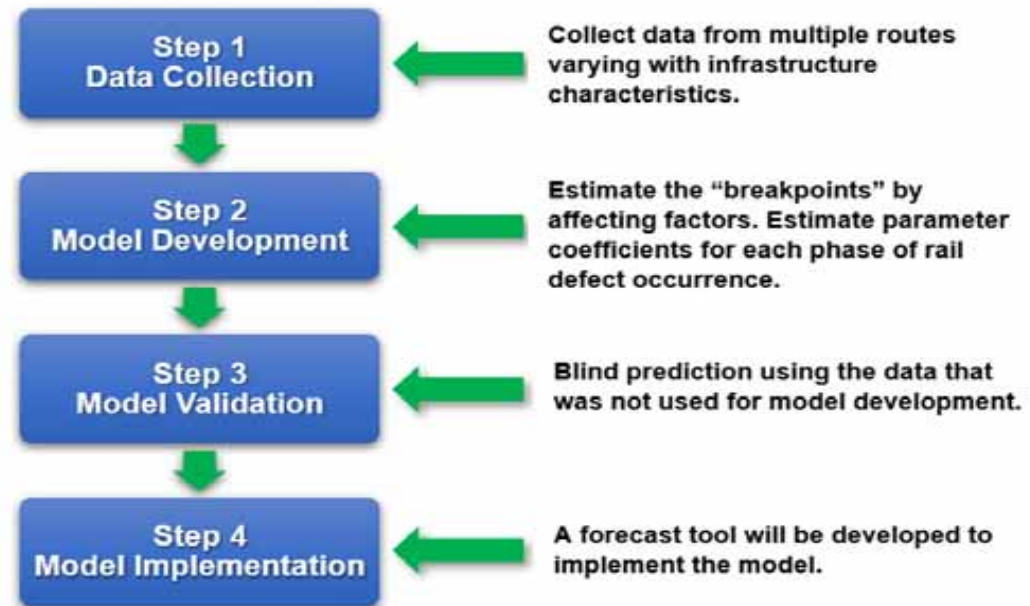 Step 1
Data Collection
Collect data from multiple routes
varying with infrastructure
characteristics.
Step 2
Model Development
Estimate the “breakpoints” by
affecting factors. Estimate parameter
coefficients for each phase of rail
defect occurrence.
Step 3
Model Validation
Blind prediction using the data that
was not used for model development.
Step 4
Model Implementation
A forecast tool will be developed to
implement the model.